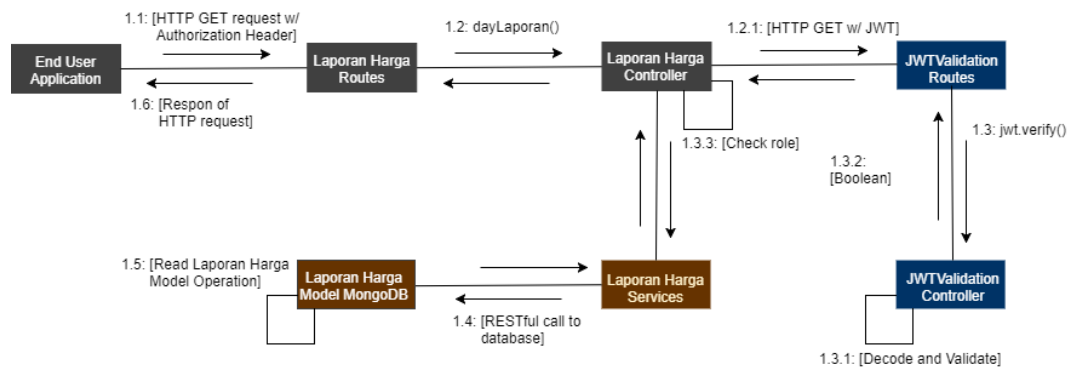 1.1: [HTTP GET request w/
Authorization Header]
1.2: dayLaporan()
1.2.1: [HTTP GET w/ JWT]
End User
Application
Laporan Harga
Routes
Laporan Harga
Controller
JWTValidation
Routes
1.6: [Respon of
HTTP request]
1.3.3: [Check role]
1.3: jwt.verify()
1.3.2:
[Boolean]
1.5: [Read Laporan Harga
Model Operation]
Laporan Harga
Model MongoDB
Laporan Harga
Services
JWTValidation
Controller
1.4: [RESTful call to
database]
1.3.1: [Decode and Validate]